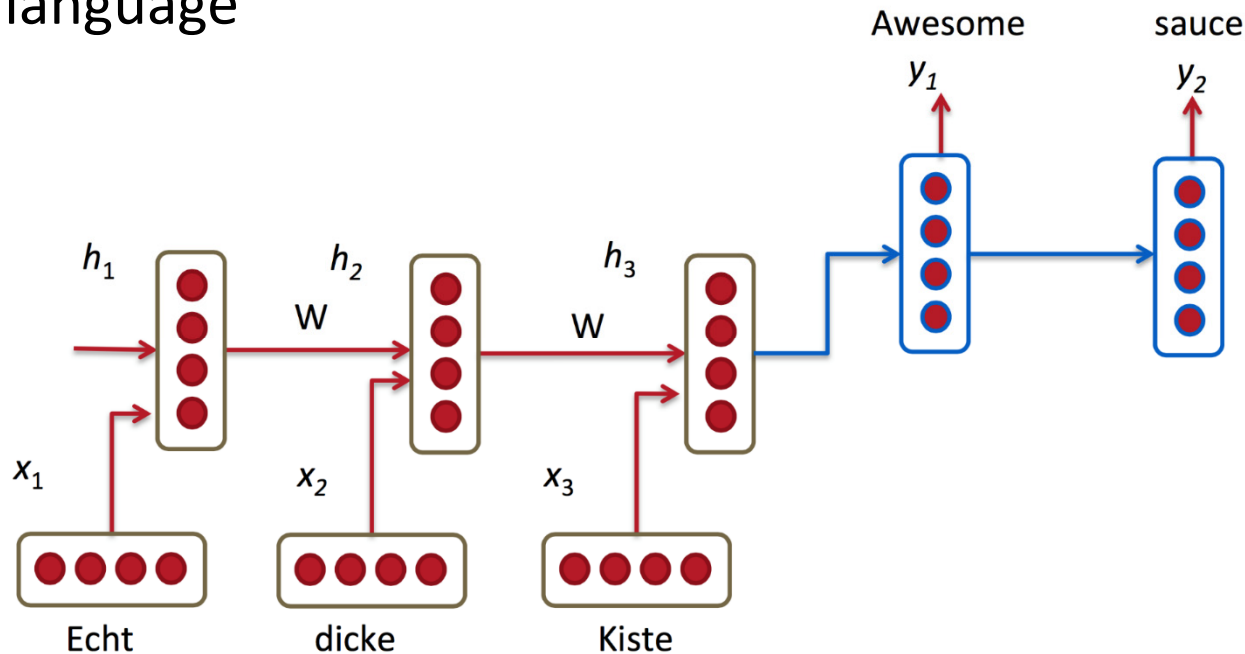 language
Awesome sauce
y1 y2
h1 h2 h3
W W
x1 x2 x3
Echt dicke Kiste